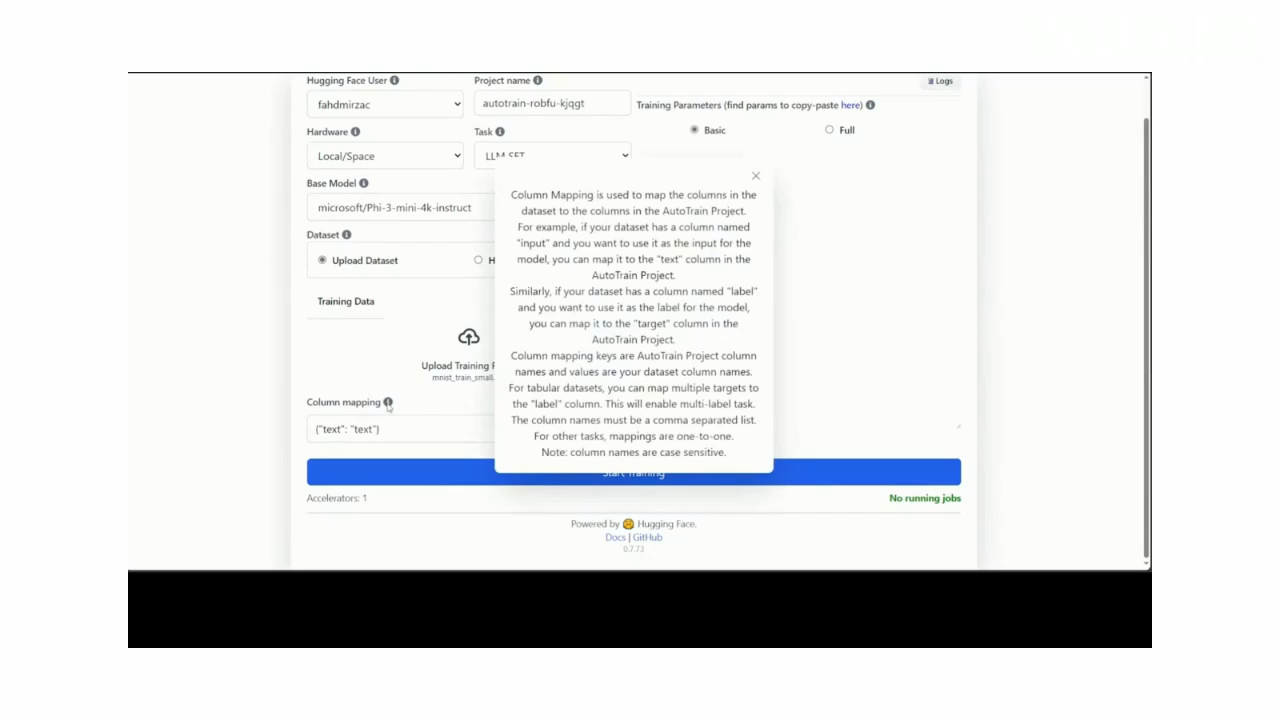 Hugging Face User
Project name
Logs
fahdmirzac
autotrain-robfu-kjqgt
Training Parameters (find params to copy-paste here)
Hardware
Task
Basic
Full
Local/Space
LLM SFT
Base Model
microsoft/Phi-3-mini-4k-instruct
Dataset
Upload Dataset
H
Training Data
Upload Training F
mnist_train_small.
Column mapping
{"text": "text"}
Column Mapping is used to map the columns in the
dataset to the columns in the AutoTrain Project.
For example, if your dataset has a column named
"input" and you want to use it as the input for the
model, you can map it to the "text" column in the
AutoTrain Project.
Similarly, if your dataset has a column named "label"
and you want to use it as the label for the model,
you can map it to the "target" column in the
AutoTrain Project.
Column mapping keys are AutoTrain Project column
names and values are your dataset column names.
For tabular datasets, you can map multiple targets to
the "label" column. This will enable multi-label task.
The column names must be a comma separated list.
For other tasks, mappings are one-to-one.
Note: column names are case sensitive.
Start Training
Accelerators: 1
No running jobs
Powered by Hugging Face.
Docs | GitHub
0.7.73